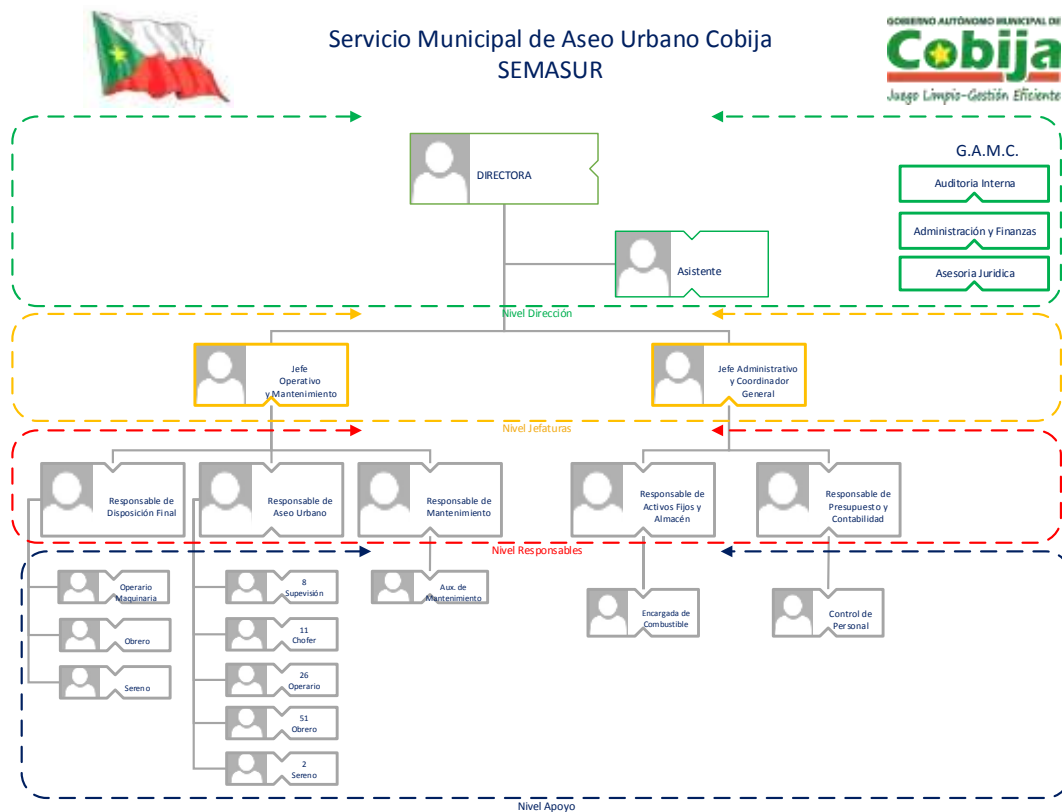 Servicio Municipal de Aseo Urbano Cobija
SEMASUR
GOBIERNO AUTÓNOMO MUNICIPAL DE
Cobija
Juego Limpio-Gestión Eficiente
DIRECTORA
G.A.M.C.
Auditoria Interna
Administración y Finanzas
Asesoria Juridica
Asistente
Nivel Dirección
Jefe
Operativo
y Mantenimiento
Jefe Administrativo
y Coordinador
General
Nivel Jefaturas
Responsable de
Disposición Final
Responsable de
Aseo Urbano
Responsable de
Mantenimiento
Responsable de
Activos Fijos y
Almacén
Responsable de
Presupuesto y
Contabilidad
Nivel Responsables
Operario
Maquinaria
Obrero
Sereno
8
Supevisión
11
Chofer
26
Operario
51
Obrero
2
Sereno
Aux. de
Mantenimiento
Encargada de
Combustible
Control de
Personal
Nivel Apoyo